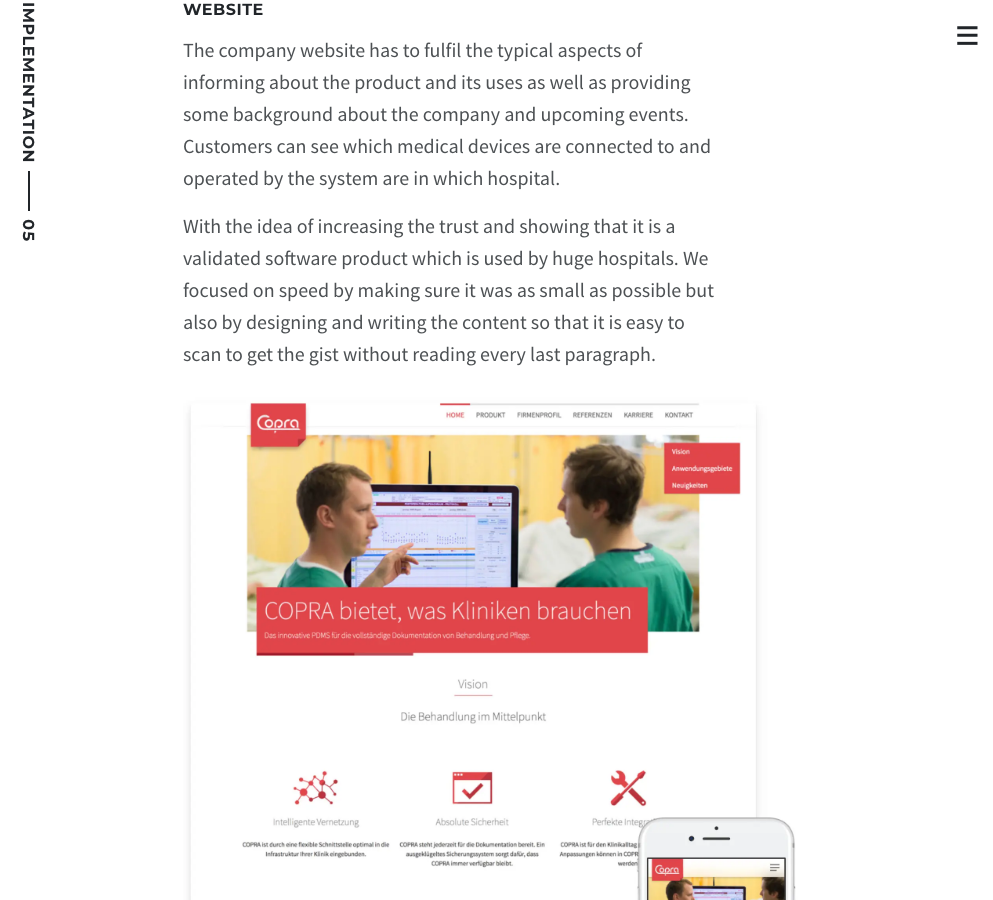 WEBSITE
IMPLEMENTATION — 05
The company website has to fulfil the typical aspects of
informing about the product and its uses as well as providing
some background about the company and upcoming events.
Customers can see which medical devices are connected to and
operated by the system are in which hospital.
With the idea of increasing the trust and showing that it is a
validated software product which is used by huge hospitals. We
focused on speed by making sure it was as small as possible but
also by designing and writing the content so that it is easy to
scan to get the gist without reading every last paragraph.
Copra
HOME PRODUKT FIRMENPROFIL REFERENZEN KARRIERE KONTAKT
Vision
Anwendungsgebiete
Neuigkeiten
COPRA bietet, was Kliniken brauchen
Das innovative PDMS für die vollständige Dokumentation von Behandlung und Pflege.
Vision
Die Behandlung im Mittelpunkt
Intelligente Vernetzung
COPRA ist durch eine flexible Schnittstelle optimal in die
Infrastruktur Ihrer Klinik eingebunden.
Absolute Sicherheit
COPRA steht jederzeit für die Dokumentation bereit. Ein
ausgeklügeltes Sicherungssystem sorgt dafür, dass
COPRA immer verfügbar bleibt.
Perfekte Integr
COPRA ist für den Klinikalltag
Anpassungen können in COPR
werden
Copra